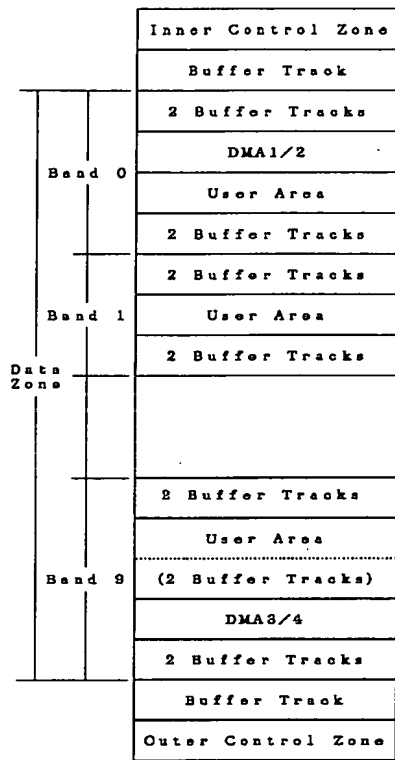 Inner Control Zone
Buffer Track
2 Buffer Tracks
DMA1/2
Band 0
User Area
2 Buffer Tracks
2 Buffer Tracks
Band 1
User Area
2 Buffer Tracks
Data
Zone
2 Buffer Tracks
User Area
Band 9
(2 Buffer Tracks)
DMA3/4
2 Buffer Tracks
Buffer Track
Outer Control Zone